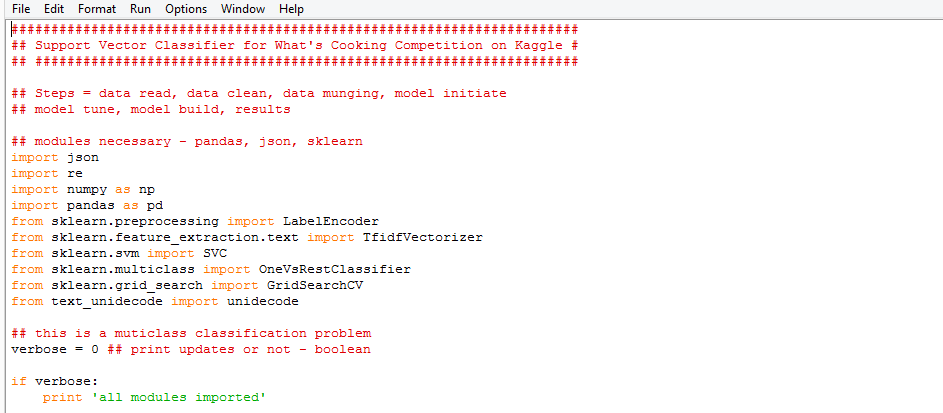 File Edit Format Run Options Window Help
#######################################################################
## Support Vector Classifier for What's Cooking Competition on Kaggle #
## ####################################################################
## Steps = data read, data clean, data munging, model initiate
## model tune, model build, results
## modules necessary - pandas, json, sklearn
import json
import re
import numpy as np
import pandas as pd
from sklearn.preprocessing import LabelEncoder
from sklearn.feature_extraction.text import TfidfVectorizer
from sklearn.svm import SVC
from sklearn.multiclass import OneVsRestClassifier
from sklearn.grid_search import GridSearchCV
from text_unidecode import unidecode
## this is a muticlass classification problem
verbose = 0 ## print updates or not - boolean
if verbose:
    print 'all modules imported'